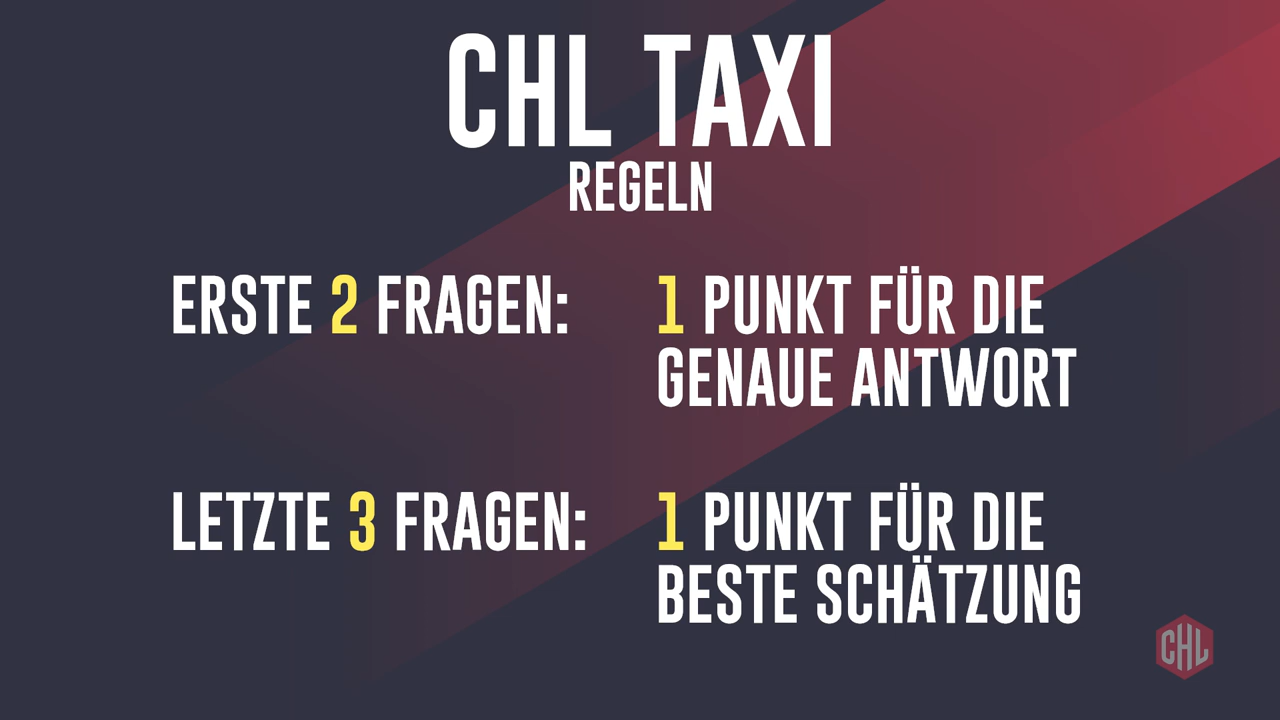 CHL TAXI
REGELN
ERSTE 2 FRAGEN:
1 PUNKT FÜR DIE
GENAUE ANTWORT
LETZTE 3 FRAGEN:
1 PUNKT FÜR DIE
BESTE SCHÄTZUNG
CHL